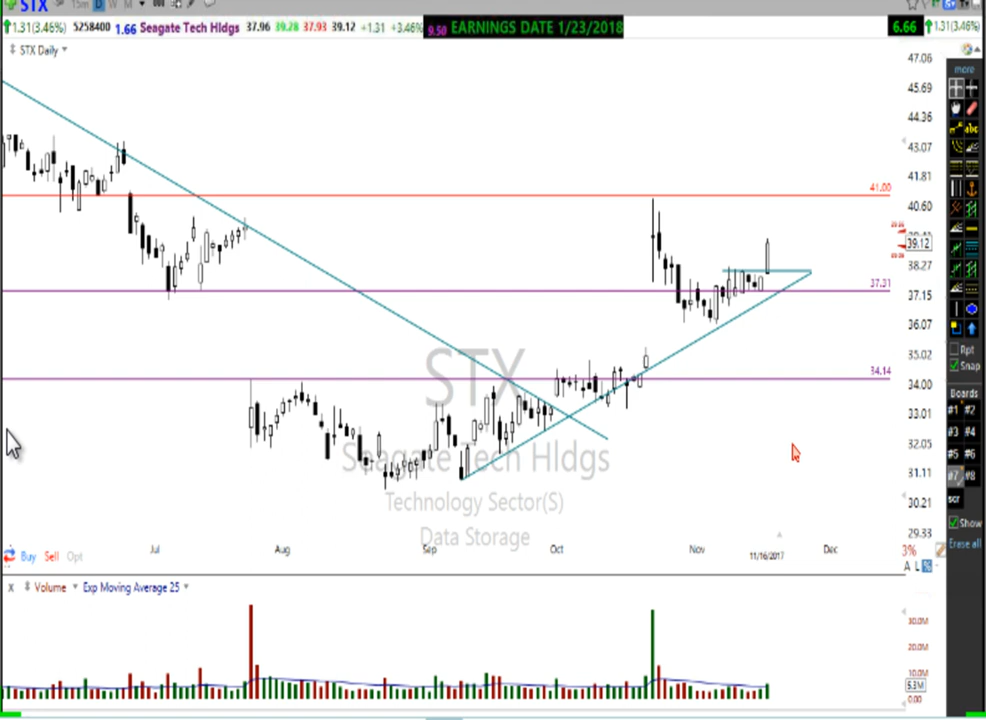 STX 15m D W M
1.31(3.46%) 5258400 1.66 Seagate Tech Hldgs 37.96 39.28 37.93 39.12 +1.31 +3.46% 9.50 EARNINGS DATE 1/23/2018 6.66 1.31(3.46%)
STX Daily
more
abc
47.06
45.69
44.36
43.07
41.81
41.00
40.60
39.12
38.27
37.31
37.15
36.07
35.02
34.14
34.00
33.01
32.05
31.11
30.21
29.33
STX
Seagate Tech Hldgs
Technology Sector(S)
Data Storage
Rpt
Snap
Boards
#1 #2
#3 #4
#5 #6
#7 #8
scr
Show
Erase all
Jul Aug Sep Oct Nov 11/16/2017 Dec
Buy Sell Opt
3%
A L %
X Volume Exp Moving Average 25
30.0M
20.0M
10.0M
5.3M
0.00